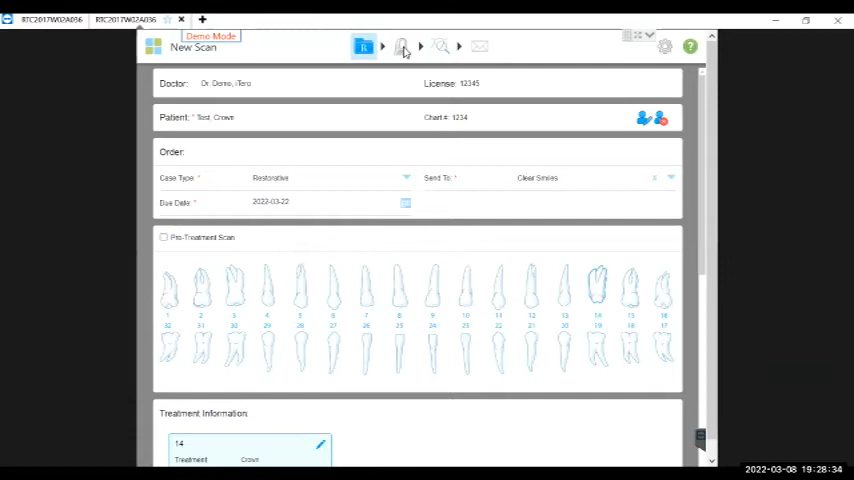 RTC2017W02A036 RTC2017W02A036
Demo Mode
New Scan
R
?
Doctor: Dr. Demo, iTero License: 12345
Patient: * Test, Crown Chart #: 1234
Order:
Case Type: * Restorative Send To: * Clear Smiles x
Due Date: * 2022-03-22
Pre-Treatment Scan
1 2 3 4 5 6 7 8 9 10 11 12 13 14 15 16
32 31 30 29 28 27 26 25 24 23 22 21 20 19 18 17
Treatment Information:
14
Treatment Crown
2022-03-08 19:28:34